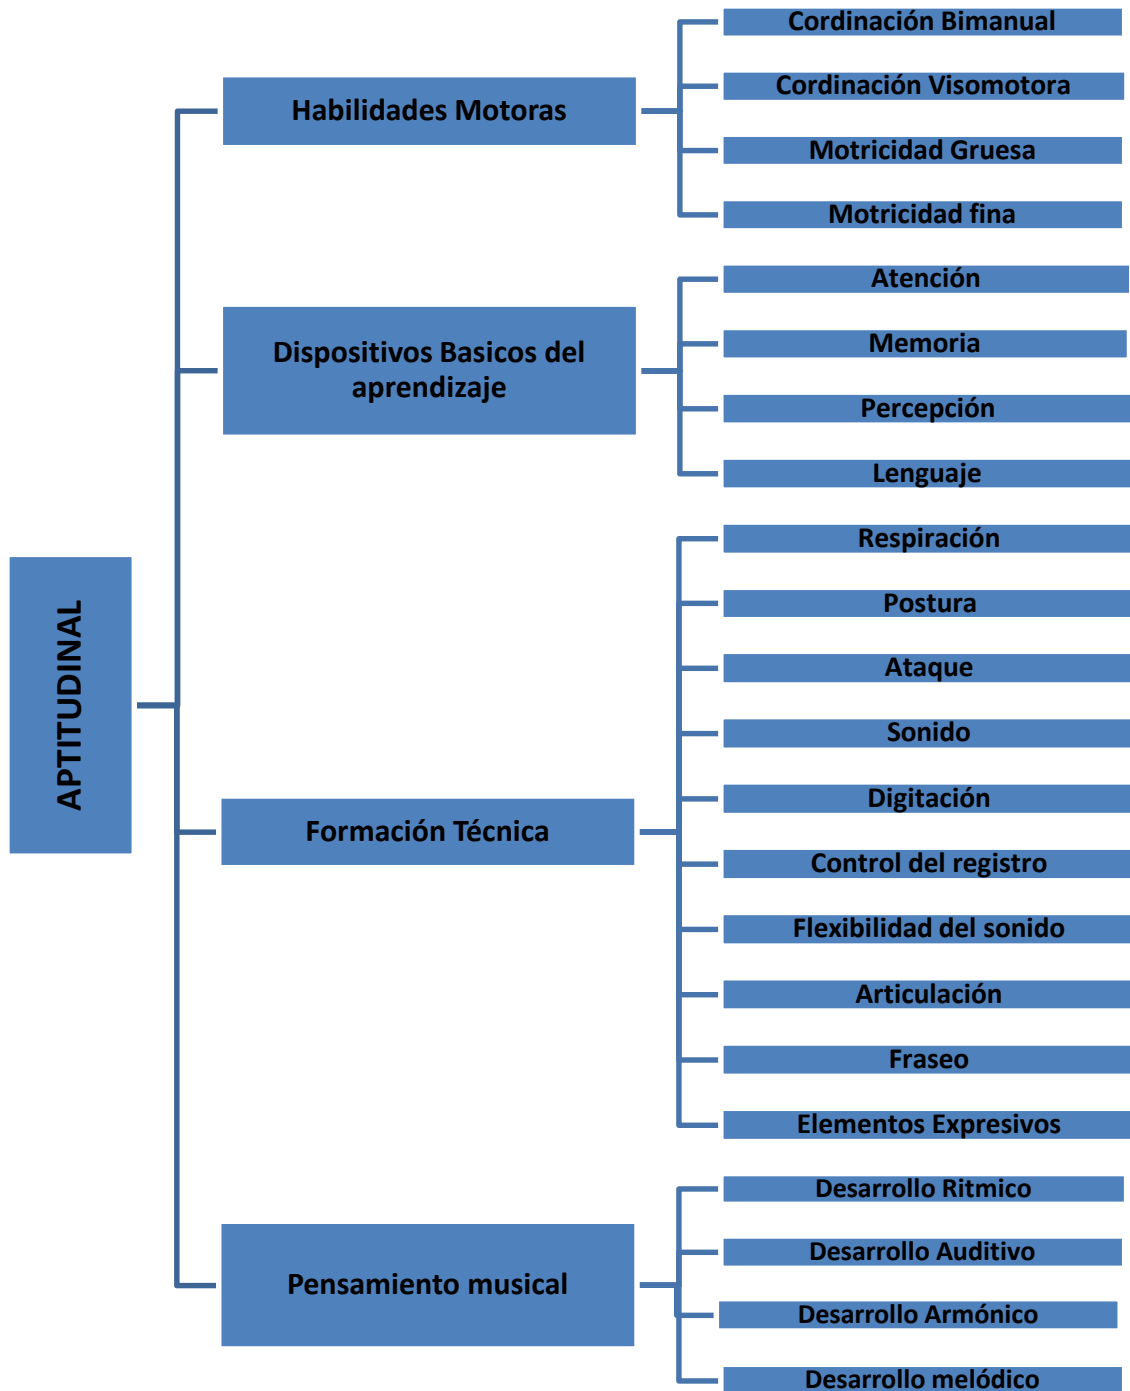 APTITUDINAL
Habilidades Motoras
Cordinación Bimanual
Cordinación Visomotora
Motricidad Gruesa
Motricidad fina
Dispositivos Basicos del
aprendizaje
Atención
Memoria
Percepción
Lenguaje
Formación Técnica
Respiración
Postura
Ataque
Sonido
Digitación
Control del registro
Flexibilidad del sonido
Articulación
Fraseo
Elementos Expresivos
Pensamiento musical
Desarrollo Ritmico
Desarrollo Auditivo
Desarrollo Armónico
Desarrollo melódico